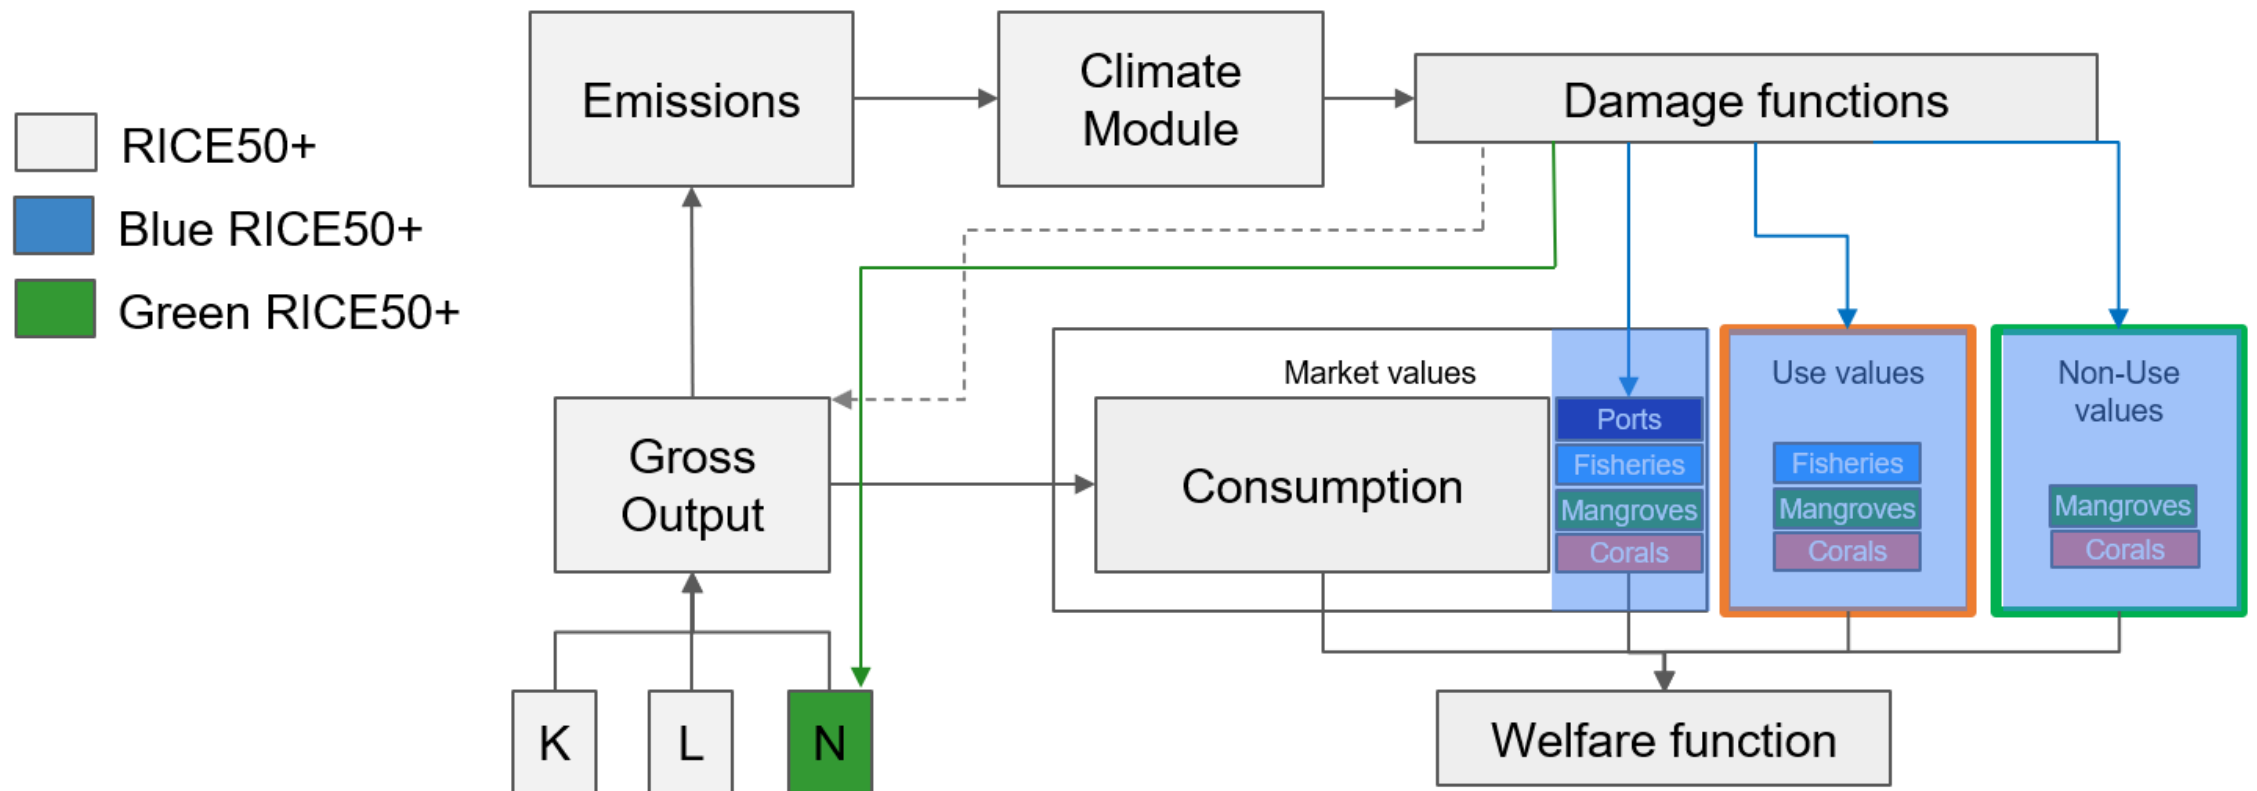 Emissions
Climate
Module
Damage functions
RICE50+
Blue RICE50+
Green RICE50+
Market values
Use values
Non-Use
values
Gross
Output
Consumption
Ports
Fisheries
Mangroves
Corals
Fisheries
Mangroves
Corals
Mangroves
Corals
K
L
N
Welfare function